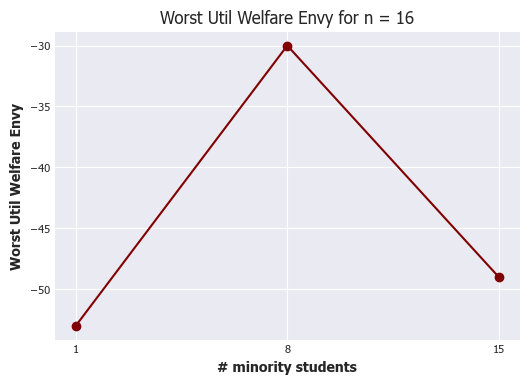 Worst Util Welfare Envy for n = 16
Worst Util Welfare Envy
−30
−35
−40
−45
−50
1 8 15
# minority students